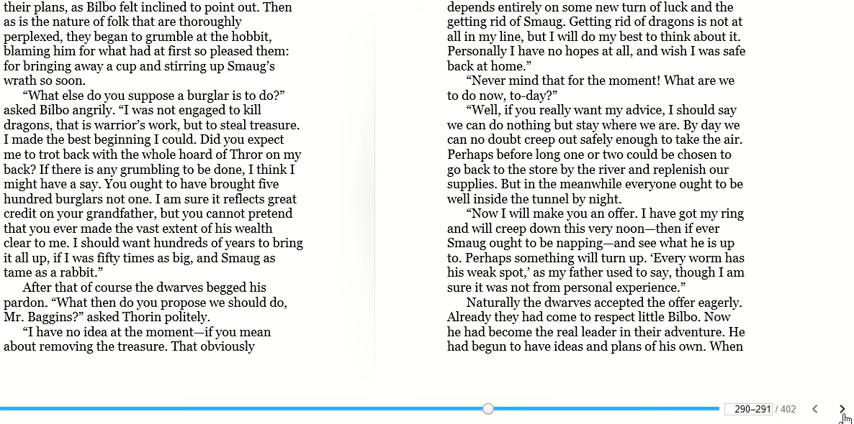 their plans, as Bilbo felt inclined to point out. Then
as is the nature of folk that are thoroughly
perplexed, they began to grumble at the hobbit,
blaming him for what had at first so pleased them:
for bringing away a cup and stirring up Smaug's
wrath so soon.
“What else do you suppose a burglar is to do?”
asked Bilbo angrily. “I was not engaged to kill
dragons, that is warrior's work, but to steal treasure.
I made the best beginning I could. Did you expect
me to trot back with the whole hoard of Thror on my
back? If there is any grumbling to be done, I think I
might have a say. You ought to have brought five
hundred burglars not one. I am sure it reflects great
credit on your grandfather, but you cannot pretend
that you ever made the vast extent of his wealth
clear to me. I should want hundreds of years to bring
it all up, if I was fifty times as big, and Smaug as
tame as a rabbit.”
After that of course the dwarves begged his
pardon. “What then do you propose we should do,
Mr. Baggins?” asked Thorin politely.
“I have no idea at the moment—if you mean
about removing the treasure. That obviously
depends entirely on some new turn of luck and the
getting rid of Smaug. Getting rid of dragons is not at
all in my line, but I will do my best to think about it.
Personally I have no hopes at all, and wish I was safe
back at home.”
“Never mind that for the moment! What are we
to do now, to-day?”
“Well, if you really want my advice, I should say
we can do nothing but stay where we are. By day we
can no doubt creep out safely enough to take the air.
Perhaps before long one or two could be chosen to
go back to the store by the river and replenish our
supplies. But in the meanwhile everyone ought to be
well inside the tunnel by night.
“Now I will make you an offer. I have got my ring
and will creep down this very noon—then if ever
Smaug ought to be napping—and see what he is up
to. Perhaps something will turn up. ‘Every worm has
his weak spot,’ as my father used to say, though I am
sure it was not from personal experience.”
Naturally the dwarves accepted the offer eagerly.
Already they had come to respect little Bilbo. Now
he had become the real leader in their adventure. He
had begun to have ideas and plans of his own. When
290–291 / 402